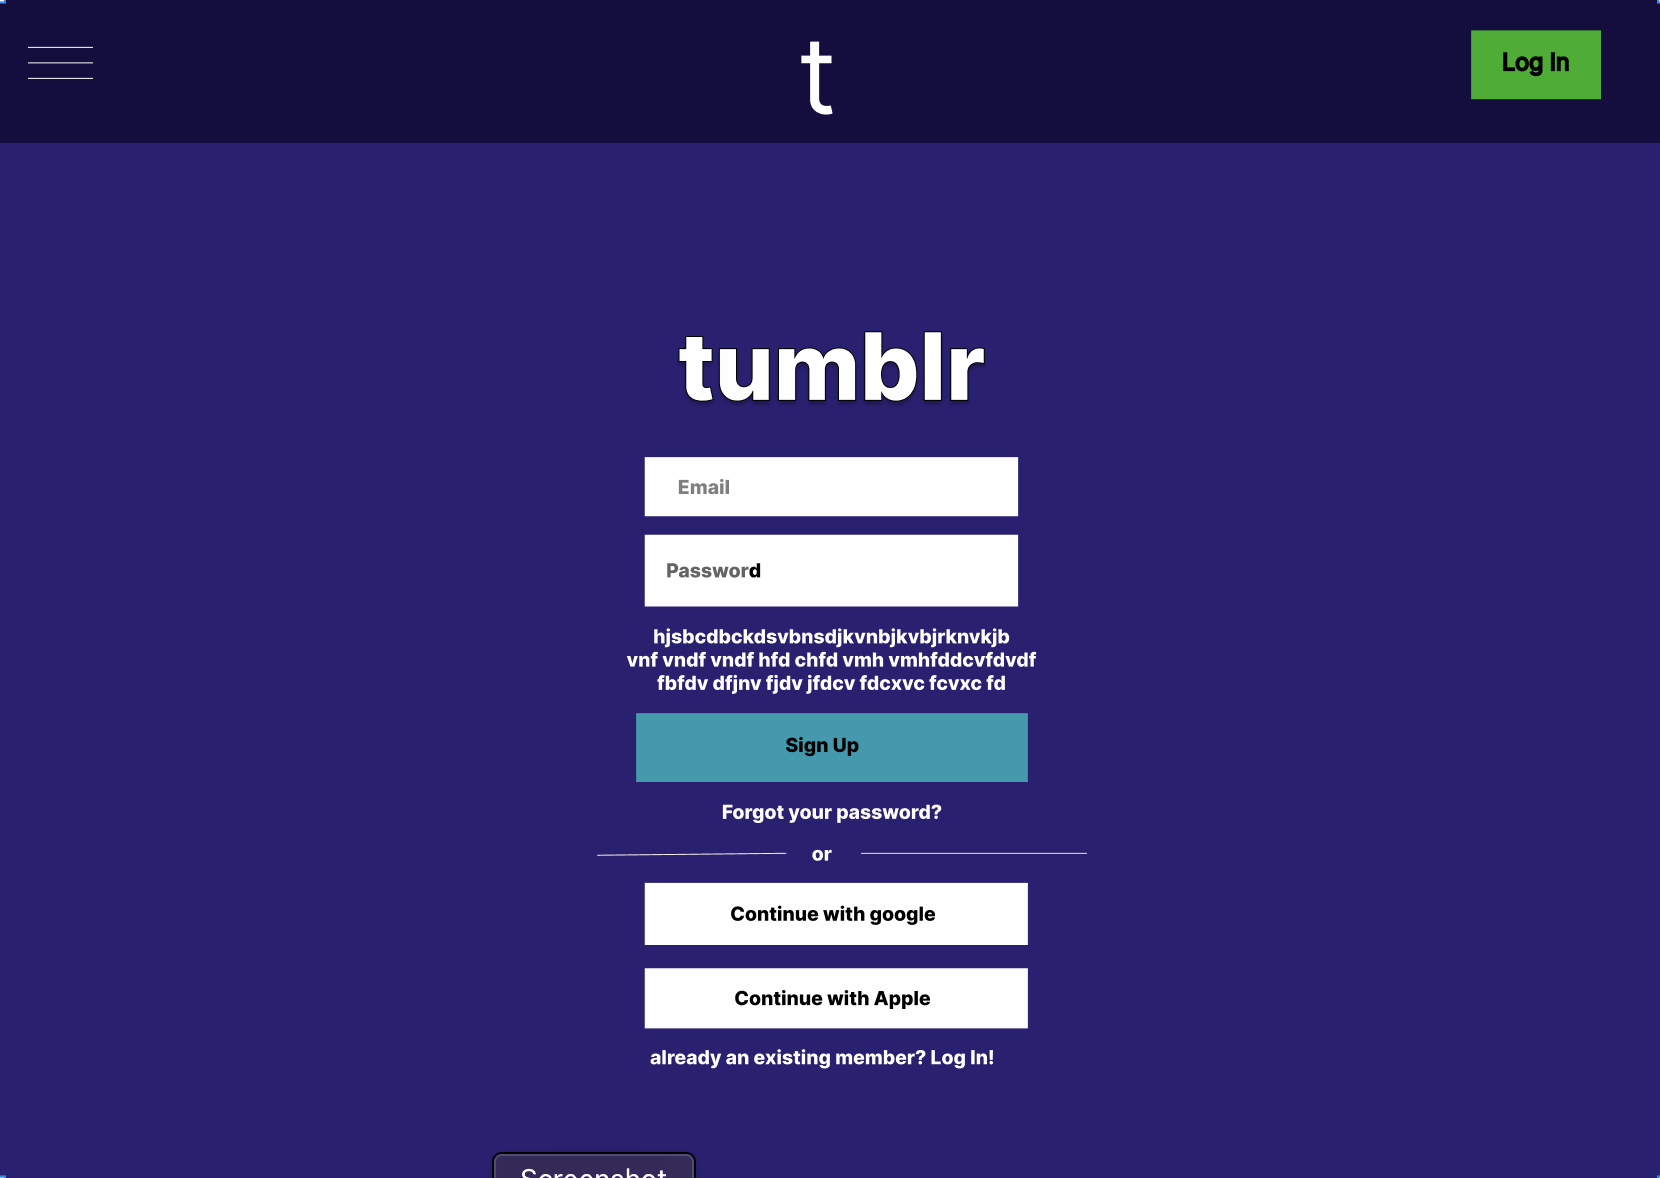 t
Log In
tumblr
Email
Password
hjsbcdbckdsvbnsdjkvnbjkvbjrknvkjb
vnf vndf vndf hfd chfd vmh vmhfddcvfdvdf
fbfdv dfjnv fjdv jfdcv fdcxvc fcvxc fd
Sign Up
Forgot your password?
or
Continue with google
Continue with Apple
already an existing member? Log In!
Screenshot